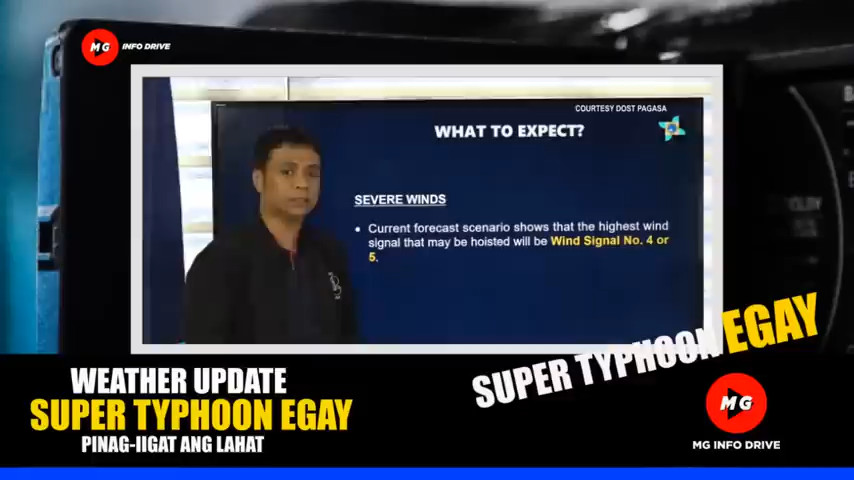 MG INFO DRIVE
COURTESY DOST PAGASA
WHAT TO EXPECT?
SEVERE WINDS
• Current forecast scenario shows that the highest wind
signal that may be hoisted will be Wind Signal No. 4 or
5.
SUPER TYPHOON EGAY
WEATHER UPDATE
SUPER TYPHOON EGAY
PINAG-IIGAT ANG LAHAT
MG
MG INFO DRIVE